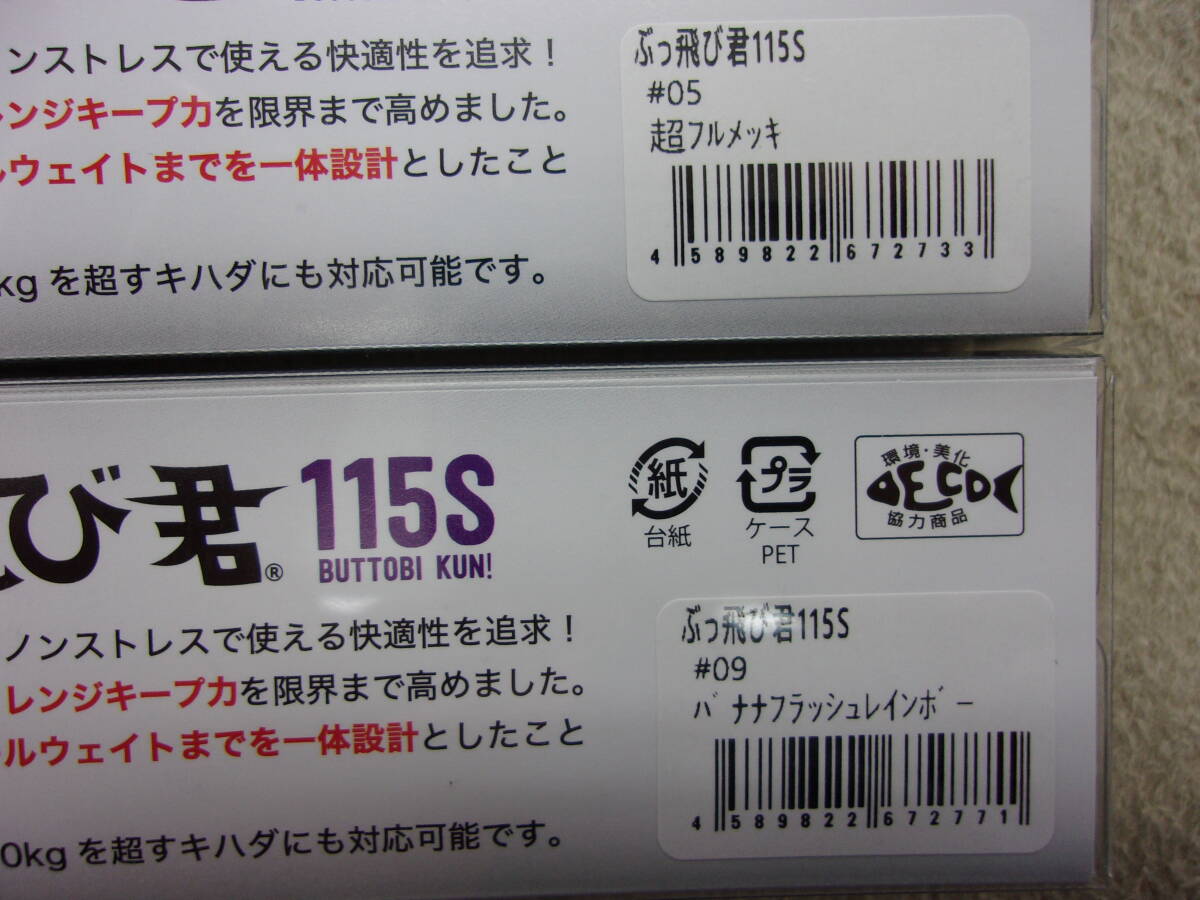 ノンストレスで使える快適性を追求！
レンジキープ力を限界まで高めました。
ルウェイトまでを一体設計としたこと
kgを超すキハダにも対応可能です。
ぶっ飛び君115S
#05
超フルメッキ
4 589822 672733
び君® 115S
BUTTOBI KUN!
紙
台紙
プラ
ケース
PET
環境・美化
ECO
協力商品
ノンストレスで使える快適性を追求！
レンジキープ力を限界まで高めました。
ールウェイトまでを一体設計としたこと
0kgを超すキハダにも対応可能です。
ぶっ飛び君115S
#09
バナナフラッシュレインボー
4 589822 672771